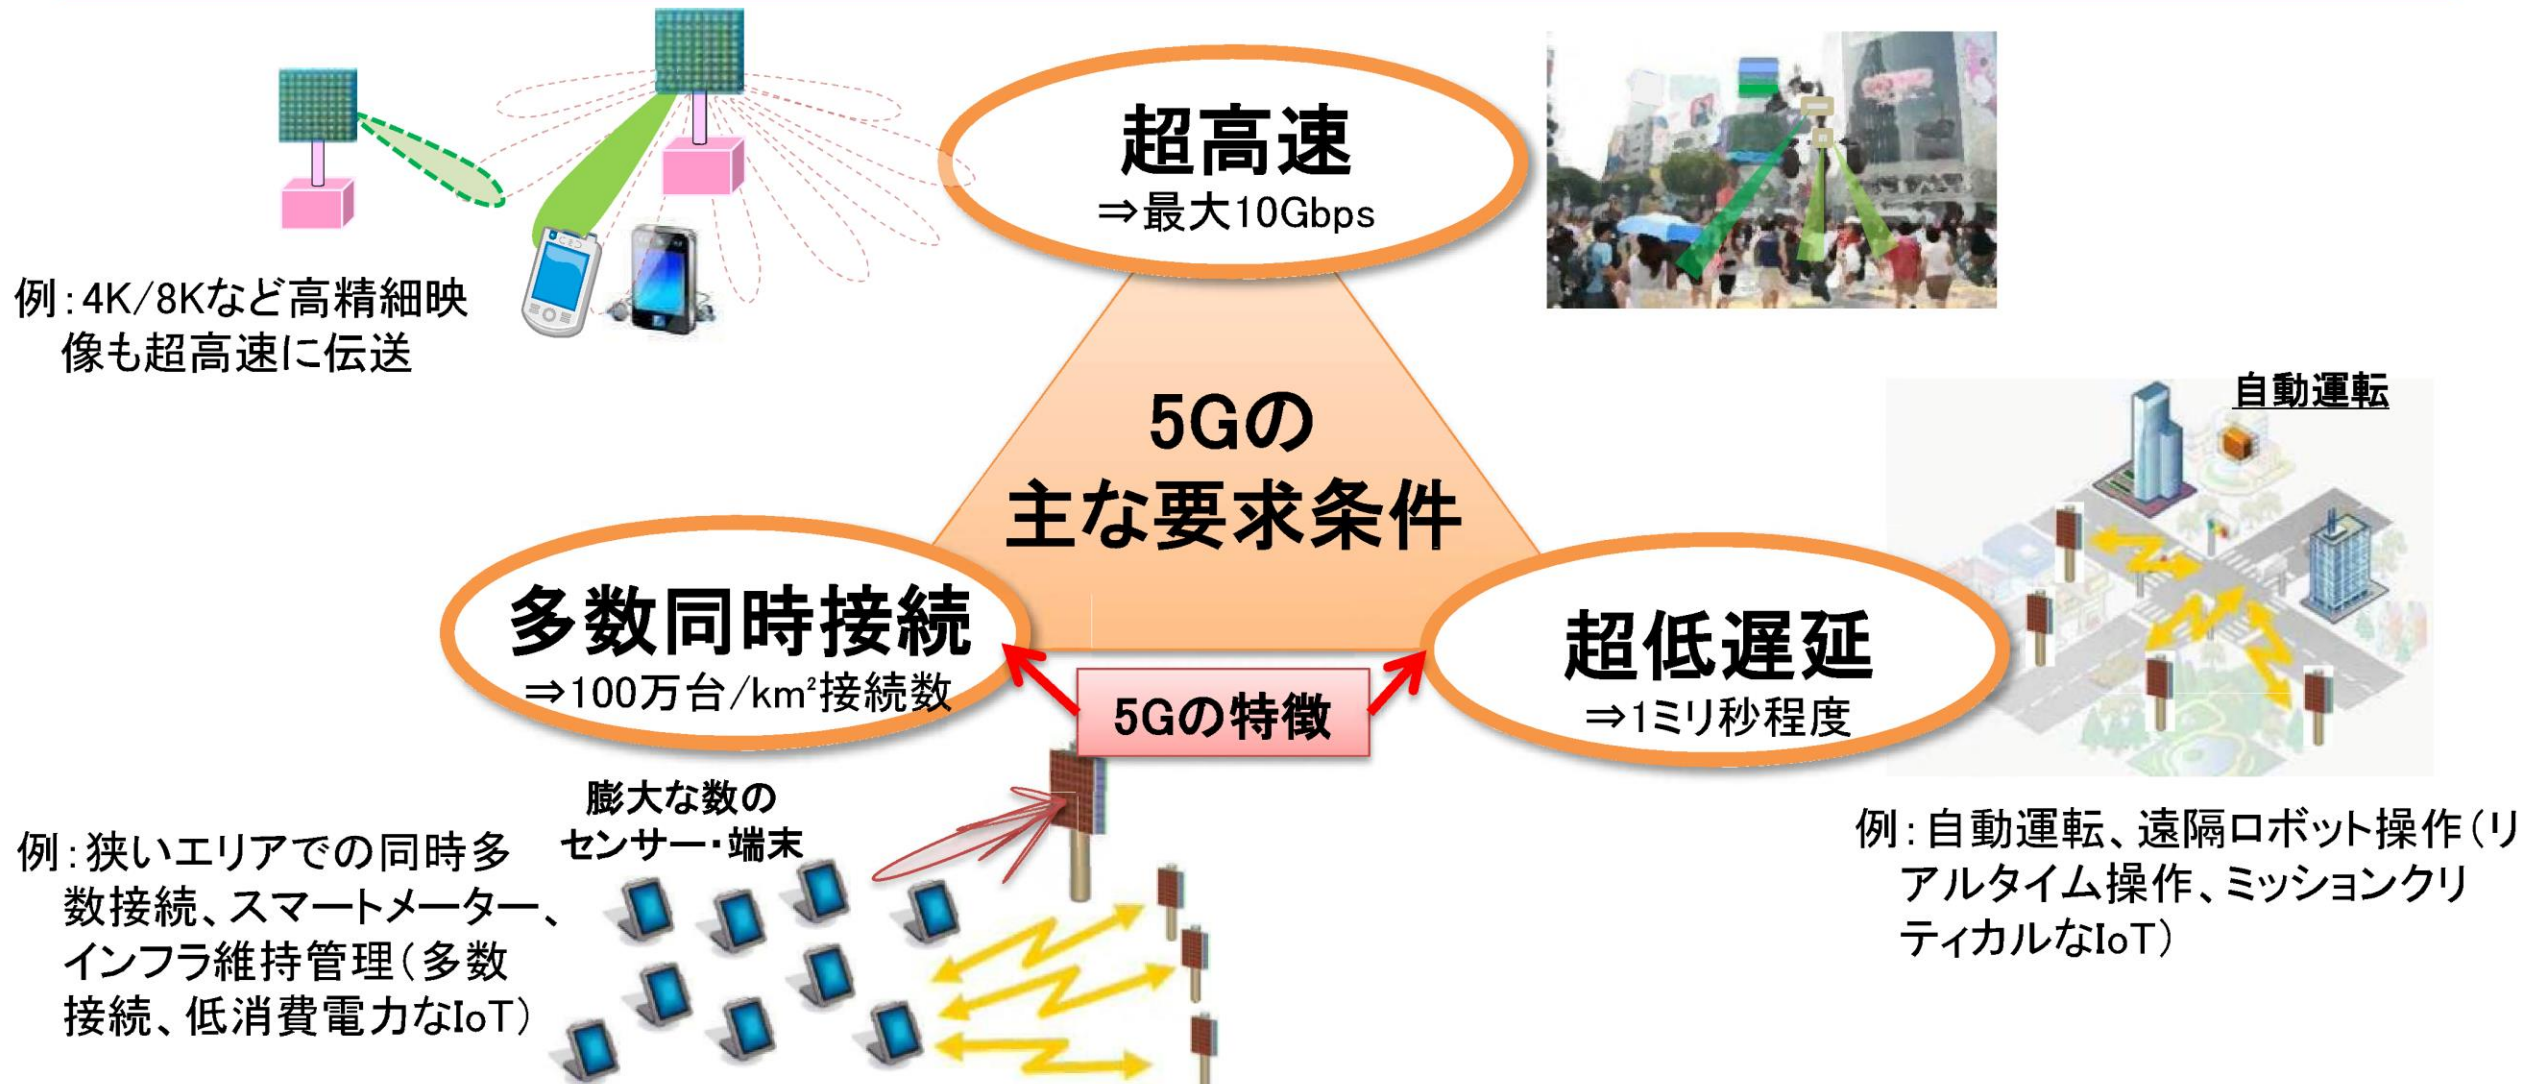 超高速
⇒最大10Gbps
例：4K/8Kなど高精細映
像も超高速に伝送
5Gの
主な要求条件
自動運転
多数同時接続
⇒100万台/km²接続数
超低遅延
⇒1ミリ秒程度
5Gの特徴
膨大な数の
センサー・端末
例：狭いエリアでの同時多
数接続、スマートメーター、
インフラ維持管理（多数
接続、低消費電力なIoT）
例：自動運転、遠隔ロボット操作（リ
アルタイム操作、ミッションクリ
ティカルなIoT）